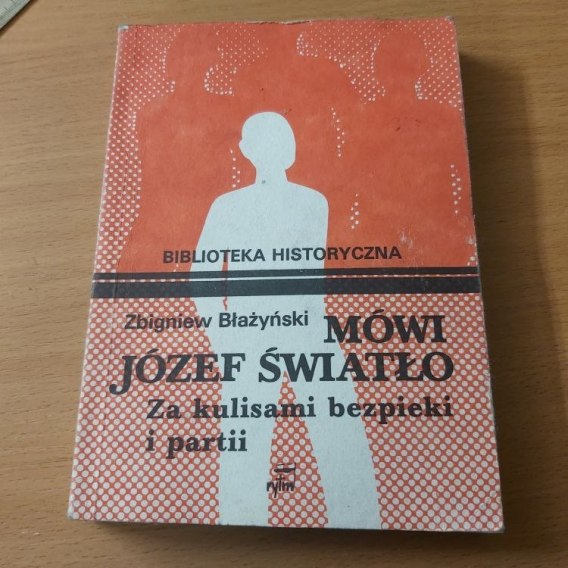 BIBLIOTEKA HISTORYCZNA
Zbigniew Błażyński MÓWI
JÓZEF ŚWIATŁO
Za kulisami bezpieki
i partii
rytm